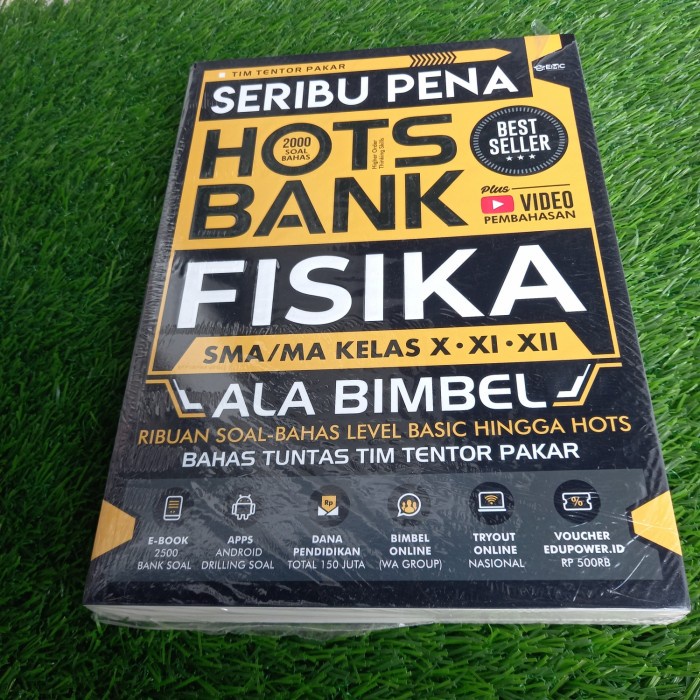 TIM TENTOR PAKAR
EMC
SERIBU PENA
HOTS
2000
SOAL
BAHAS
Higher Order
Thinking Skills
BANK
BEST
SELLER
Plus
VIDEO
PEMBAHASAN
FISIKA
SMA/MA KELAS X • XI • XII
ALA BIMBEL
RIBUAN SOAL-BAHAS LEVEL BASIC HINGGA HOTS
BAHAS TUNTAS TIM TENTOR PAKAR
E-BOOK
2500
BANK SOAL
APPS
ANDROID
DRILLING SOAL
Rp
DANA
PENDIDIKAN
TOTAL 150 JUTA
BIMBEL
ONLINE
(WA GROUP)
TRYOUT
ONLINE
NASIONAL
%
VOUCHER
EDUPOWER.ID
RP 500RB